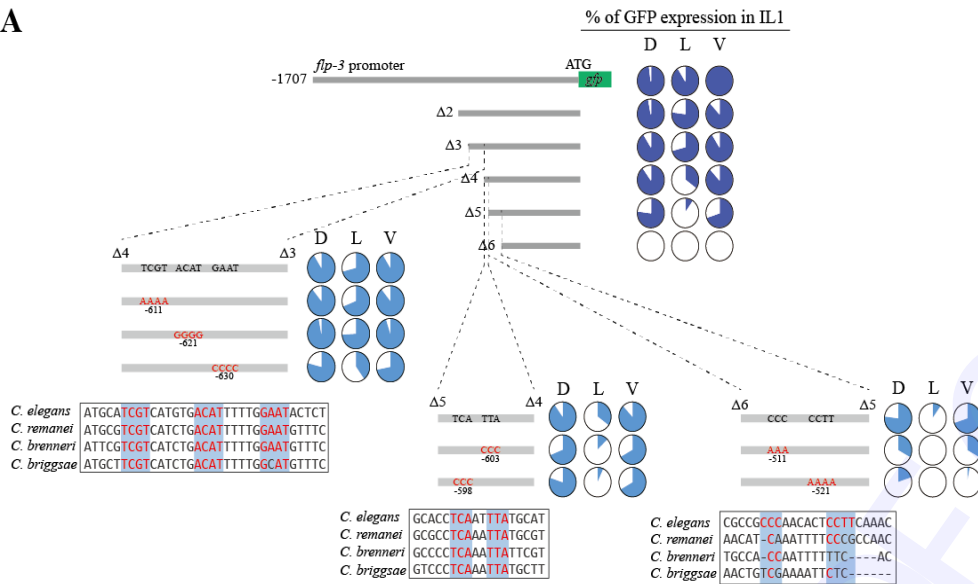 A
% of GFP expression in IL1
D L V
flp-3 promoter
ATG
-1707
gfp
Δ2
Δ3
Δ4
Δ5
Δ6
Δ4 Δ3 D L V
TCGT ACAT GAAT
AAAA
-611
GGGG
-621
CCCC
-630
C. elegans ATGCATCGTCATGTGACATTTTTGGAATACTCT
C. remanei ATGCGTCGTCATCTGACATTTTTGGAATGTTTC
C. brenneri ATTCGTCGTCATCTGACATTTTTGGAATGTTTC
C. briggsae ATGCTTCGTCATCTGACATTTTTGGCATGTTTC
Δ5 Δ4 D L V
TCA TTA
CCC
-603
CCC
-598
C. elegans GCACCTCAATTTATGCAT
C. remanei GCGCCTCAAATTATGCGT
C. brenneri GCCCCTCAAATTATTCGT
C. briggsae GTCCCTCAAATTATGCTT
Δ6 Δ5 D L V
CCC CCTT
AAA
-511
AAAA
-521
C. elegans CGCCGCCCAACACTCCTTCAAAC
C. remanei AACAT-CAAATTTTCCCGCCAAC
C. brenneri TGCCA-CCAATTTTTTTC----AC
C. briggsae AACTGTCGAAAATTCTC------